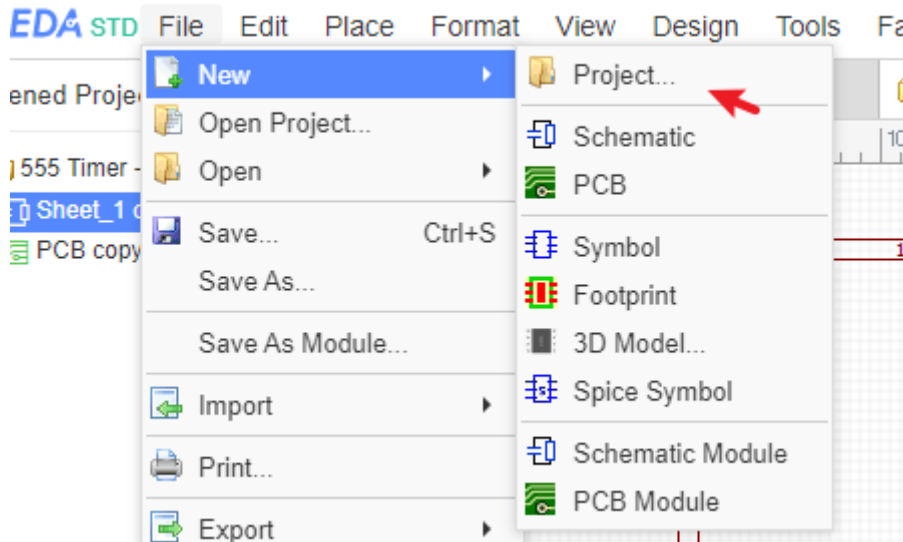 EDA STD File Edit Place Format View Design Tools
New
Open Project...
Open
Save... Ctrl+S
Save As...
Save As Module...
Import
Print...
Export
Project...
Schematic
PCB
Symbol
Footprint
3D Model...
Spice Symbol
Schematic Module
PCB Module
555 Timer -
Sheet_1
PCB copy
10
1